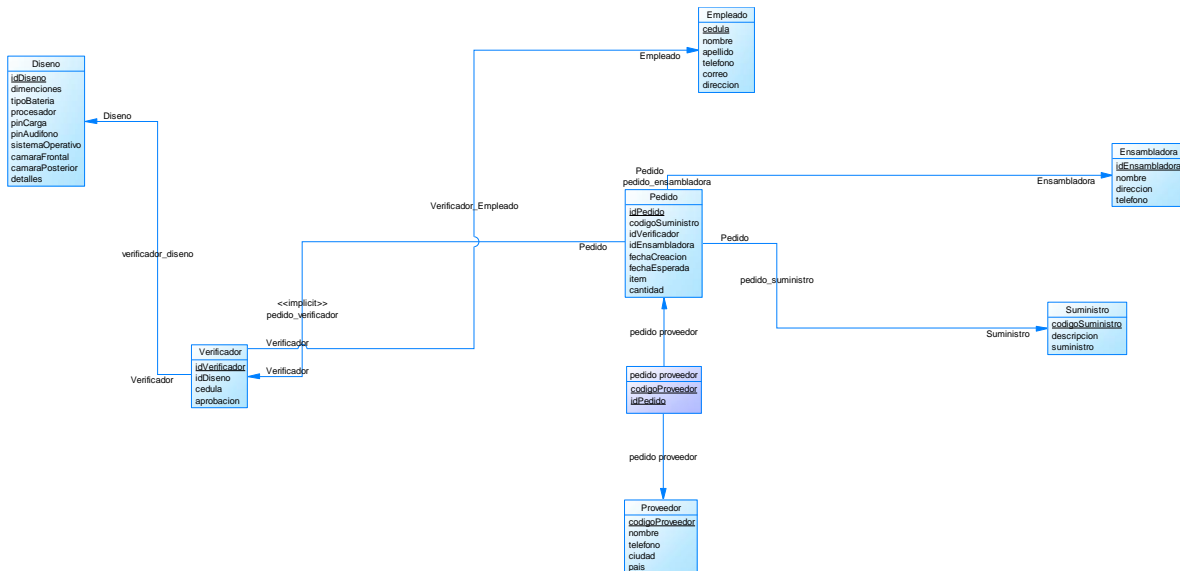 Empleado
cedula
nombre
apellido
telefono
correo
direccion
Empleado
Diseno
idDiseno
dimenciones
tipoBateria
procesador
pinCarga
pinAudifono
sistemaOperativo
camaraFrontal
camaraPosterior
detalles
Diseno
Ensambladora
idEnsambladora
nombre
direccion
telefono
Ensambladora
Pedido
pedido_ensambladora
Pedido
idPedido
codigoSuministro
idVerificador
idEnsambladora
fechaCreacion
fechaEsperada
item
cantidad
Verificador_Empleado
Pedido
Pedido
verificador_diseno
pedido_suministro
<<implicit>>
pedido_verificador
Suministro
codigoSuministro
descripcion
suministro
Suministro
pedido proveedor
Verificador
Verificador
idVerificador
idDiseno
cedula
aprobacion
Verificador
Verificador
pedido proveedor
codigoProveedor
idPedido
pedido proveedor
Proveedor
codigoProveedor
nombre
telefono
ciudad
pais